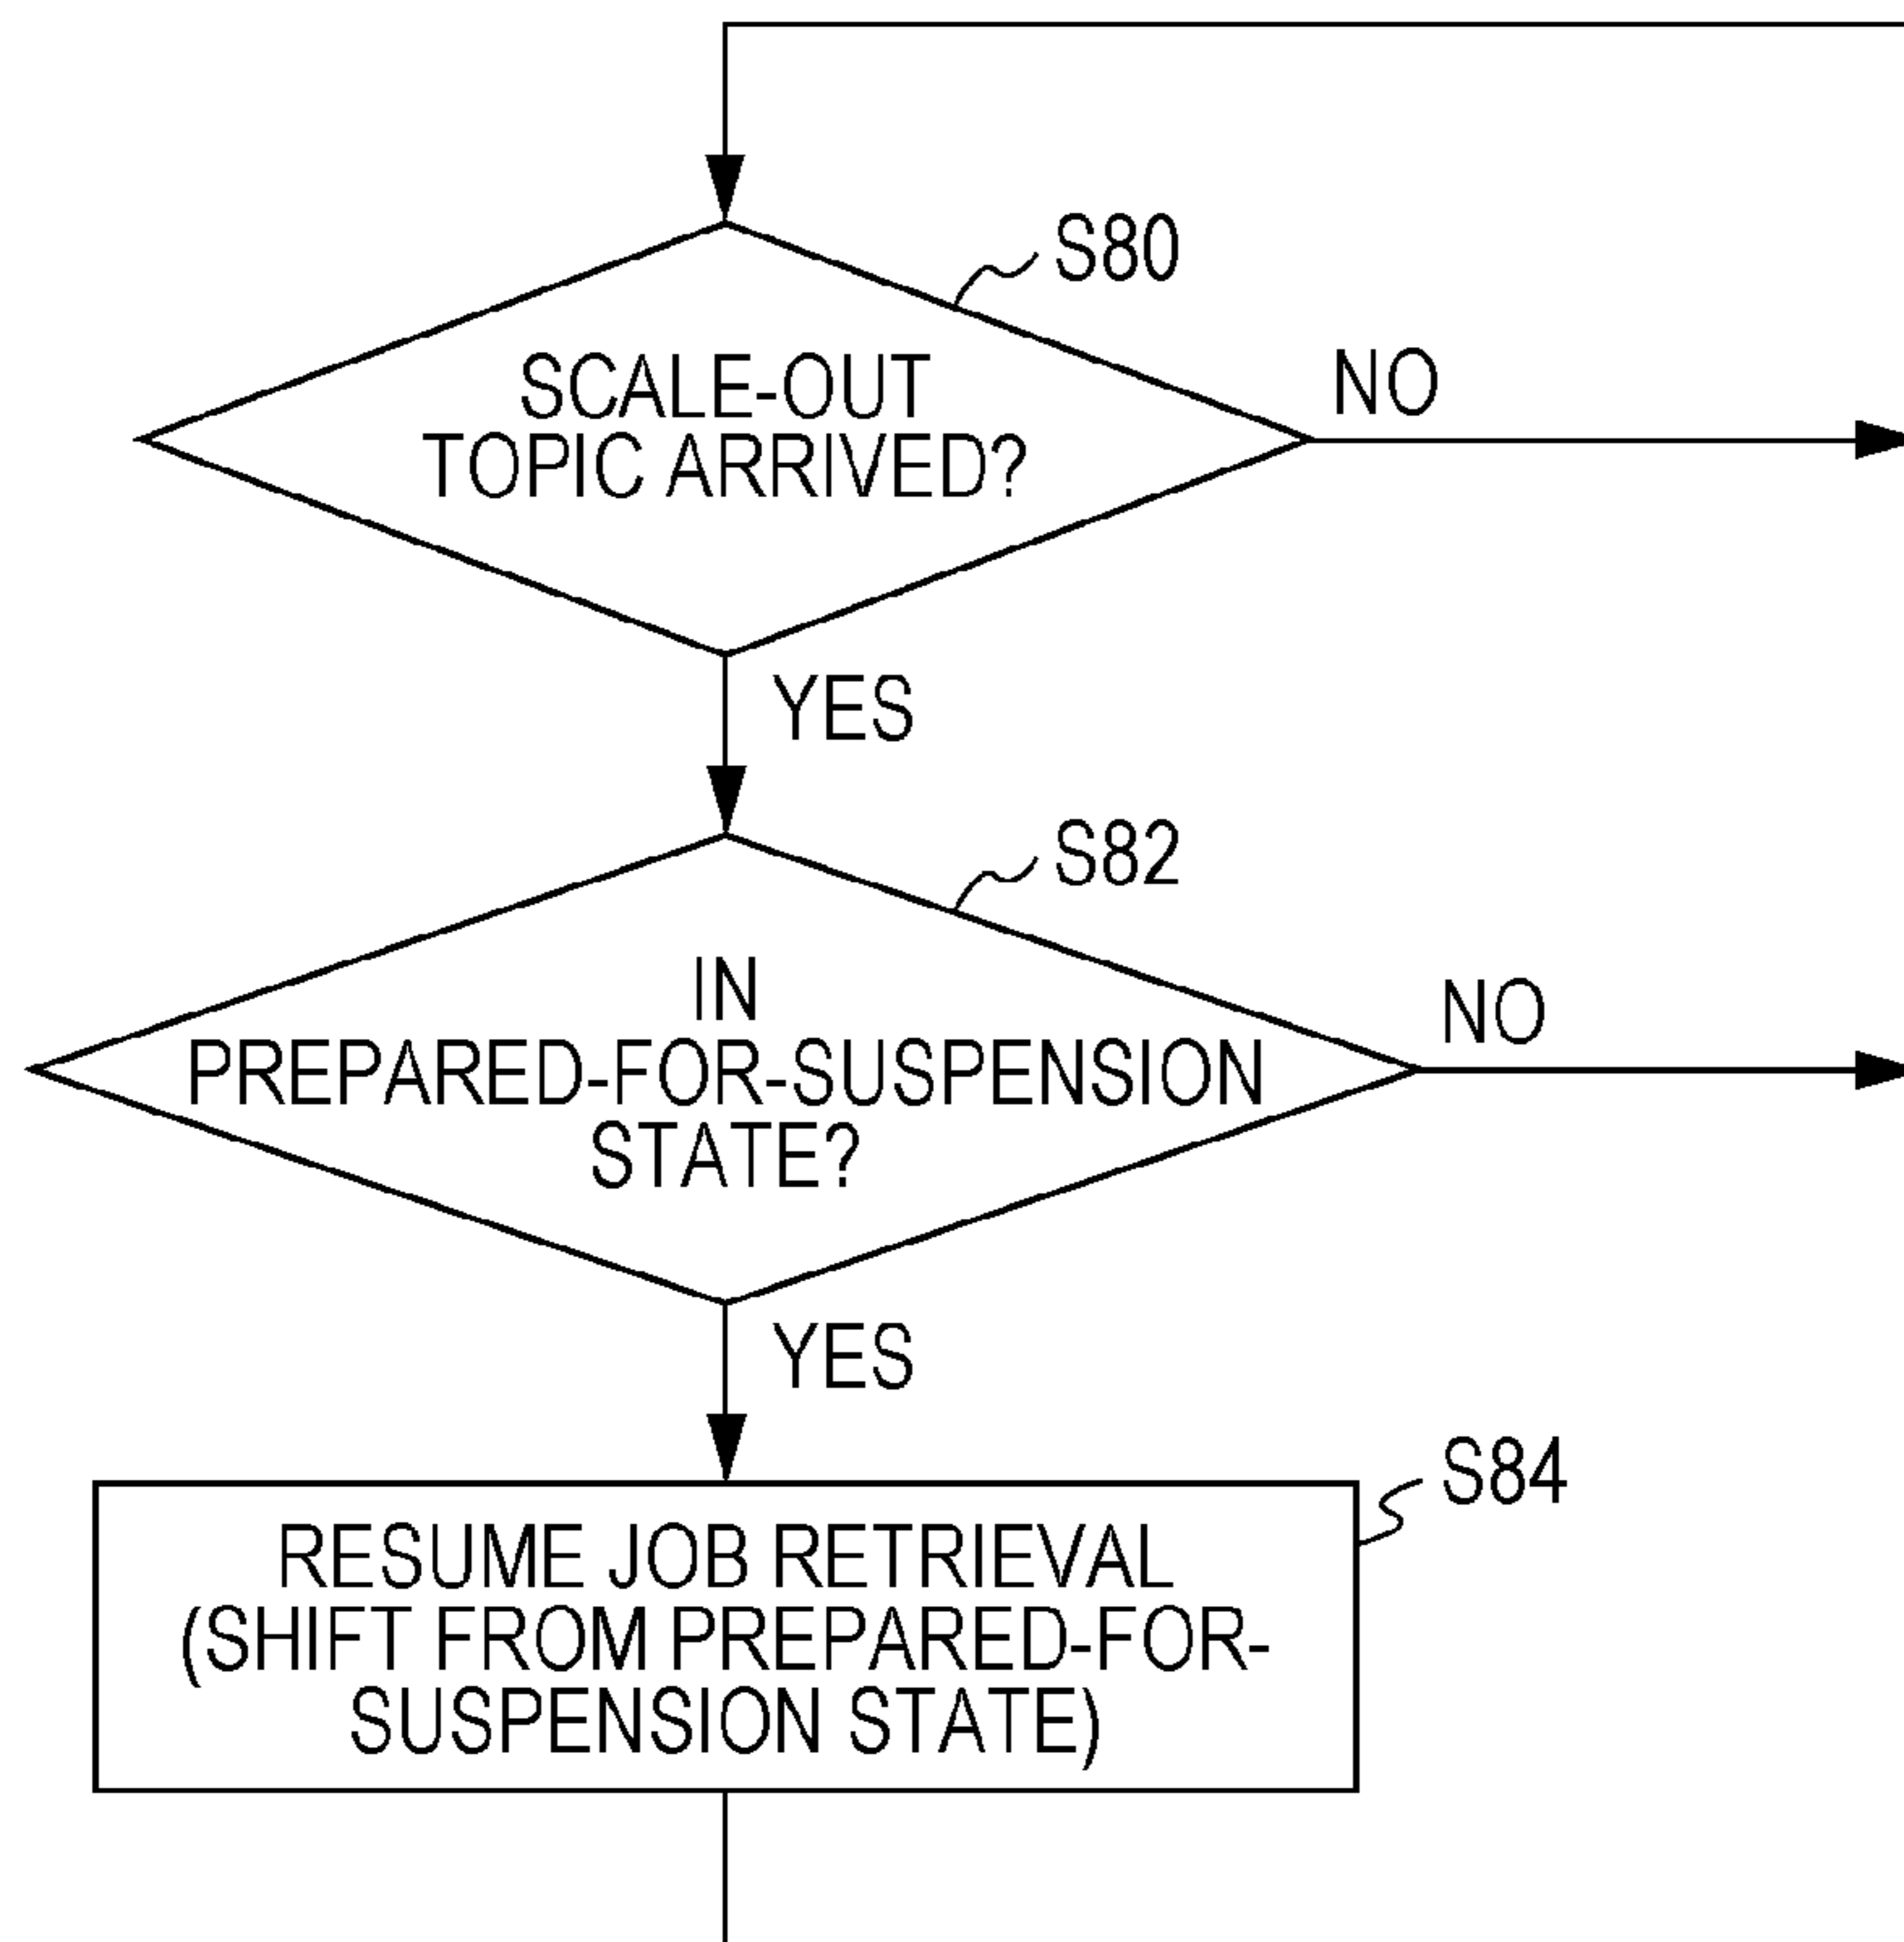 S80
SCALE-OUT
TOPIC ARRIVED?
NO
YES
S82
IN
PREPARED-FOR-SUSPENSION
STATE?
NO
YES
S84
RESUME JOB RETRIEVAL
(SHIFT FROM PREPARED-FOR-
SUSPENSION STATE)